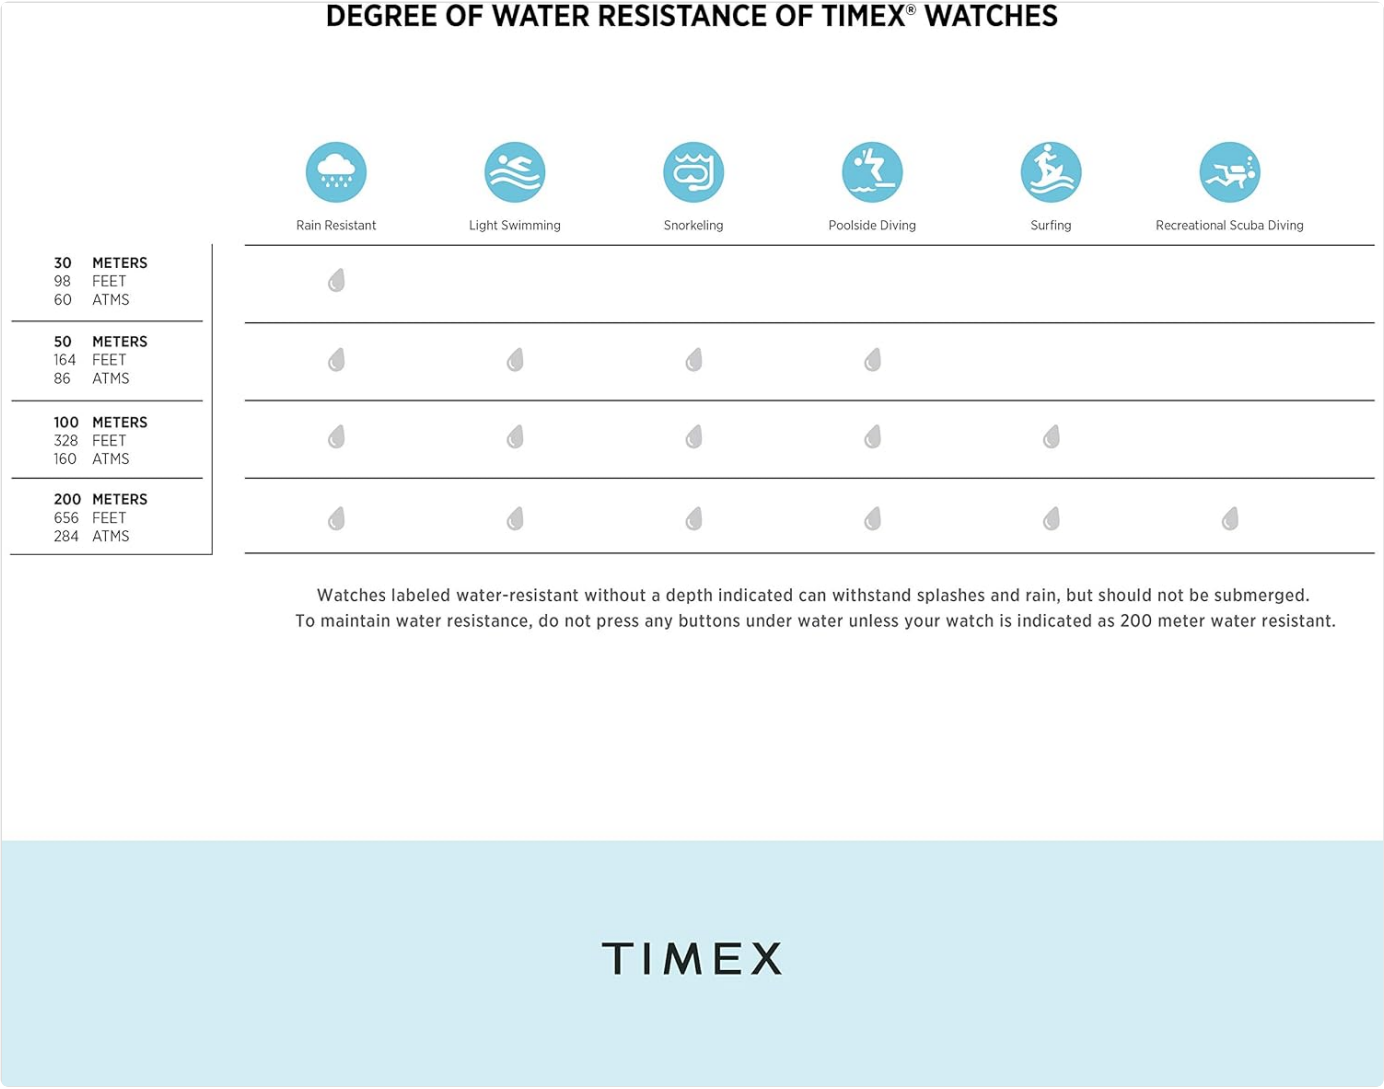 DEGREE OF WATER RESISTANCE OF TIMEX® WATCHES
Rain Resistant
Light Swimming
Snorkeling
Poolside Diving
Surfing
Recreational Scuba Diving
30 METERS
98 FEET
60 ATMS
50 METERS
164 FEET
86 ATMS
100 METERS
328 FEET
160 ATMS
200 METERS
656 FEET
284 ATMS
Watches labeled water-resistant without a depth indicated can withstand splashes and rain, but should not be submerged.
To maintain water resistance, do not press any buttons under water unless your watch is indicated as 200 meter water resistant.
TIMEX